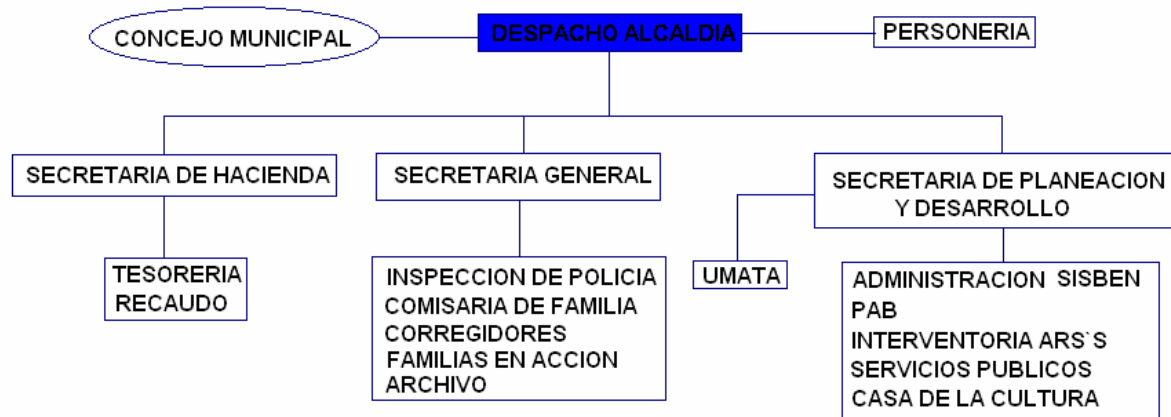 CONCEJO MUNICIPAL
DESPACHO ALCALDIA
PERSONERIA
SECRETARIA DE HACIENDA
SECRETARIA GENERAL
SECRETARIA DE PLANEACION
Y DESARROLLO
TESORERIA
RECAUDO
INSPECCION DE POLICIA
COMISARIA DE FAMILIA
CORREGIDORES
FAMILIAS EN ACCION
ARCHIVO
UMATA
ADMINISTRACION SISBEN
PAB
INTERVENTORIA ARS`S
SERVICIOS PUBLICOS
CASA DE LA CULTURA